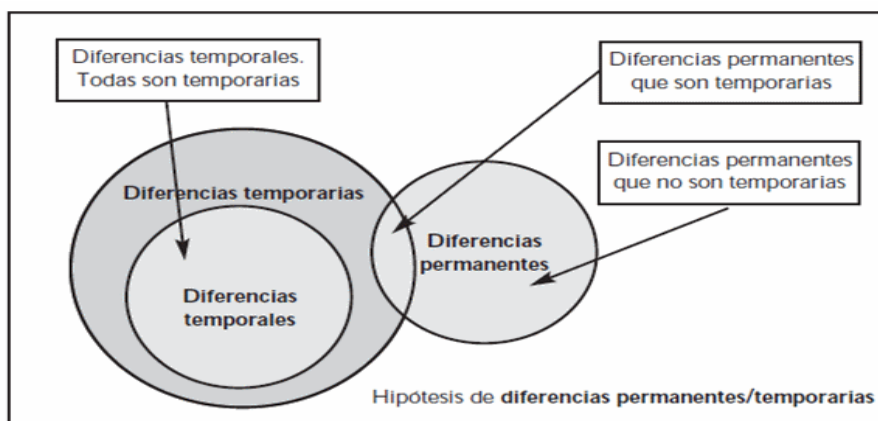 Diferencias temporales.
Todas son temporarias
Diferencias permanentes
que son temporarias
Diferencias permanentes
que no son temporarias
Diferencias temporarias
Diferencias
permanentes
Diferencias
temporales
Hipótesis de diferencias permanentes/temporarias